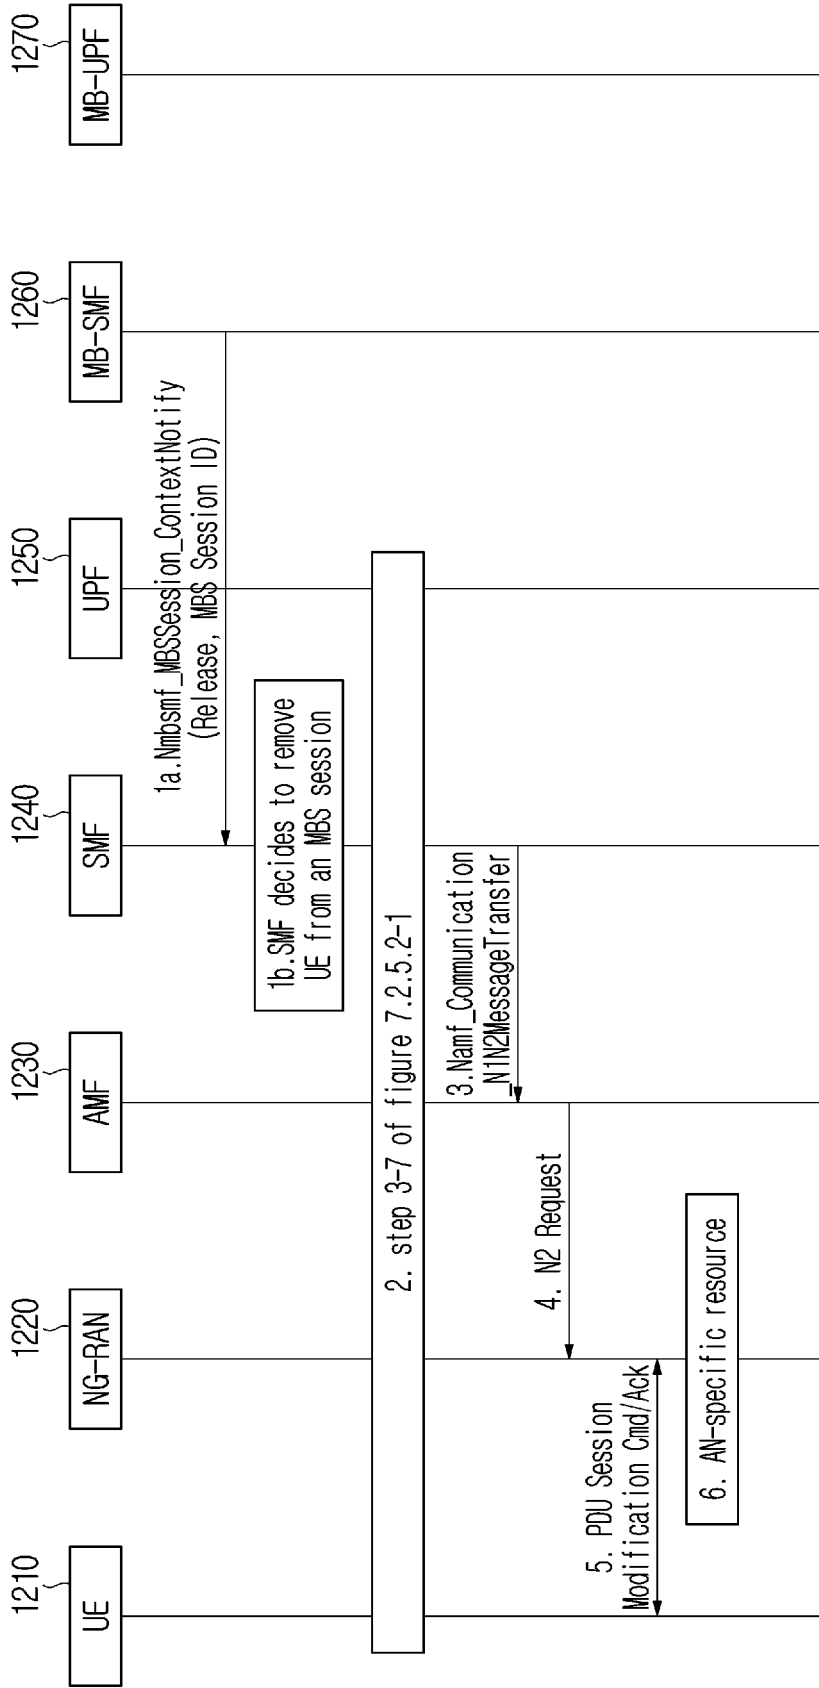 1210
1220
1230
1240
1250
1260
1270
UE
NG-RAN
AMF
SMF
UPF
MB-SMF
MB-UPF
1a.Nmbsmf_MBSSession_ContextNotify
(Release, MBS Session ID)
1b.SMF decides to remove
UE from an MBS session
2. step 3-7 of figure 7.2.5.2-1
3.Namf_Communication
_N1N2MessageTransfer
4. N2 Request
5. PDU Session
Modification Cmd/Ack
6. AN-specific resource